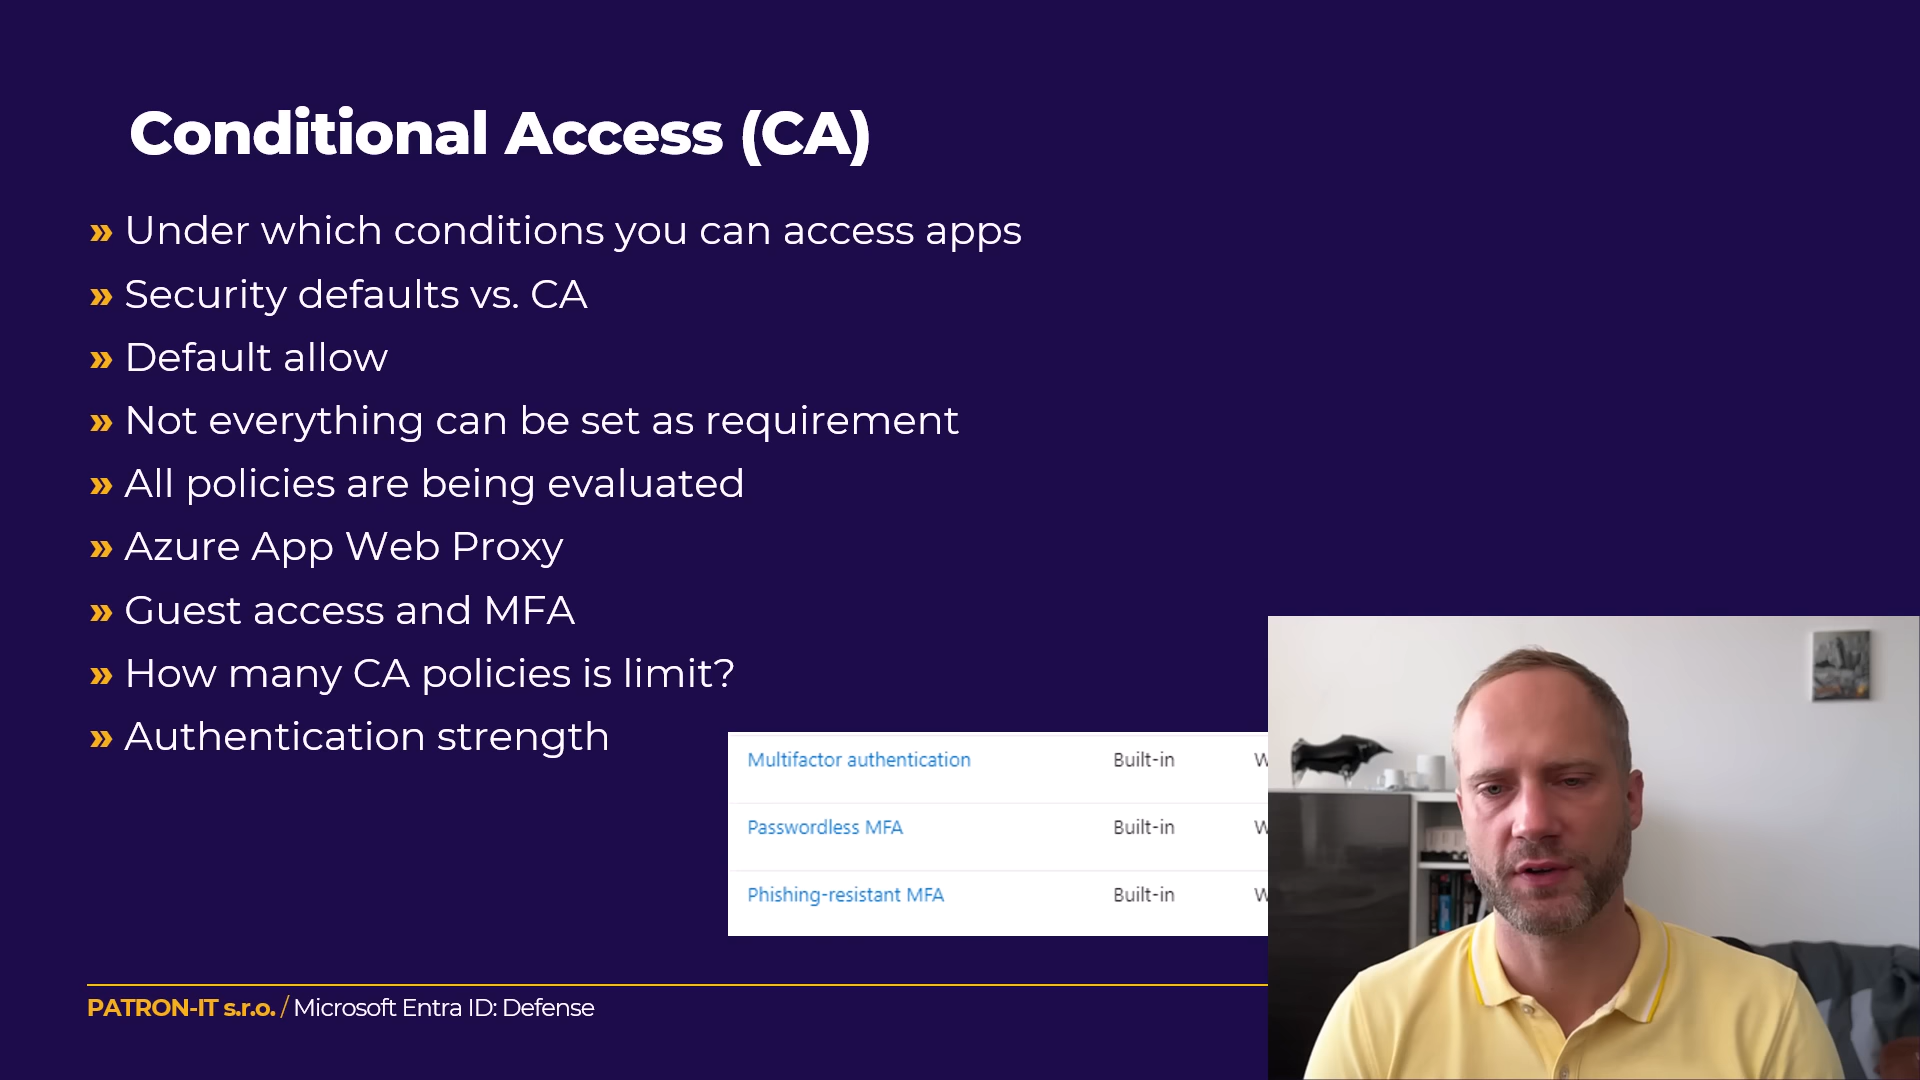 Conditional Access (CA)
» Under which conditions you can access apps
» Security defaults vs. CA
» Default allow
» Not everything can be set as requirement
» All policies are being evaluated
» Azure App Web Proxy
» Guest access and MFA
» How many CA policies is limit?
» Authentication strength
Multifactor authentication Built-in
Passwordless MFA Built-in
Phishing-resistant MFA Built-in
PATRON-IT s.r.o. / Microsoft Entra ID: Defense